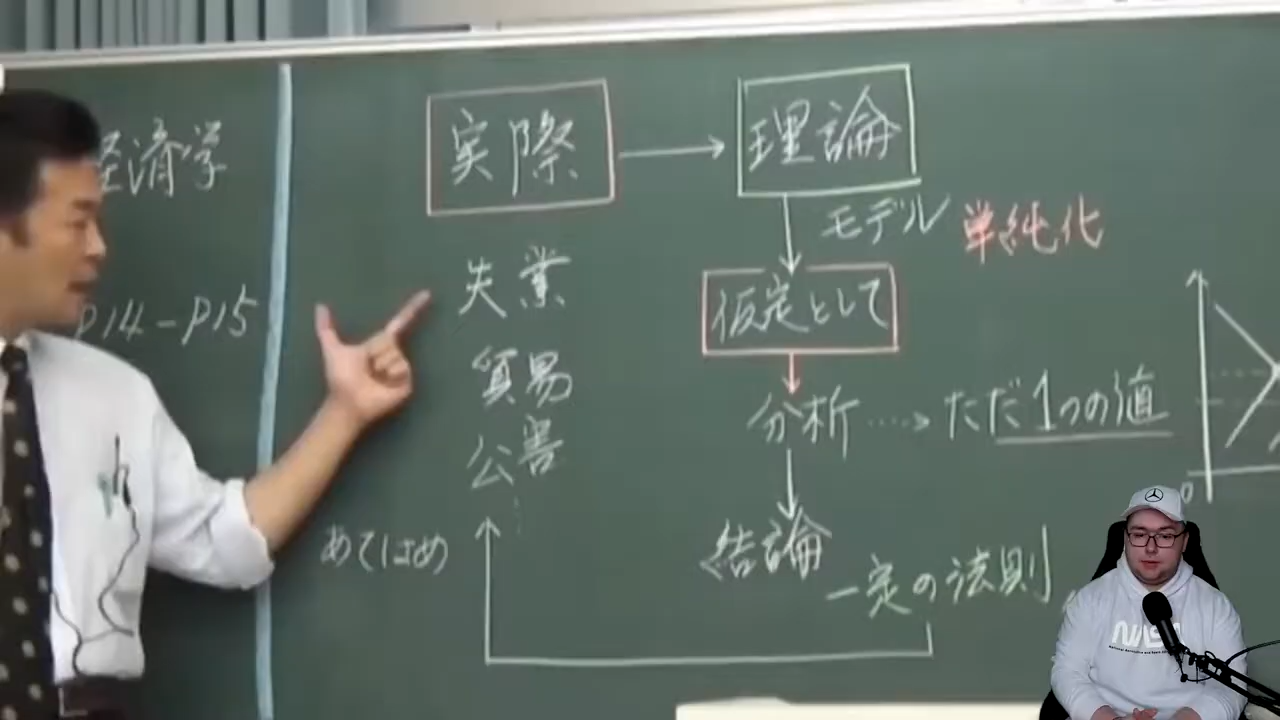 経済学
P14-P15
実際
理論
モデル
単純化
失業
仮定として
貿易
分析……ただ1つの値
公害
あてはめ
結論
一定の法則
0
NASA